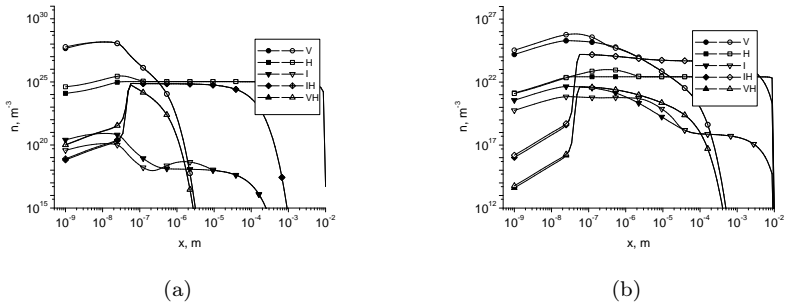 10^30
10^25
10^20
10^15
n, m^-3
10^-9
10^-8
10^-7
10^-6
10^-5
10^-4
10^-3
10^-2
x, m
V
H
I
IH
VH
(a)
10^27
10^22
10^17
10^12
n, m^-3
10^-9
10^-8
10^-7
10^-6
10^-5
10^-4
10^-3
10^-2
x, m
V
H
I
IH
VH
(b)